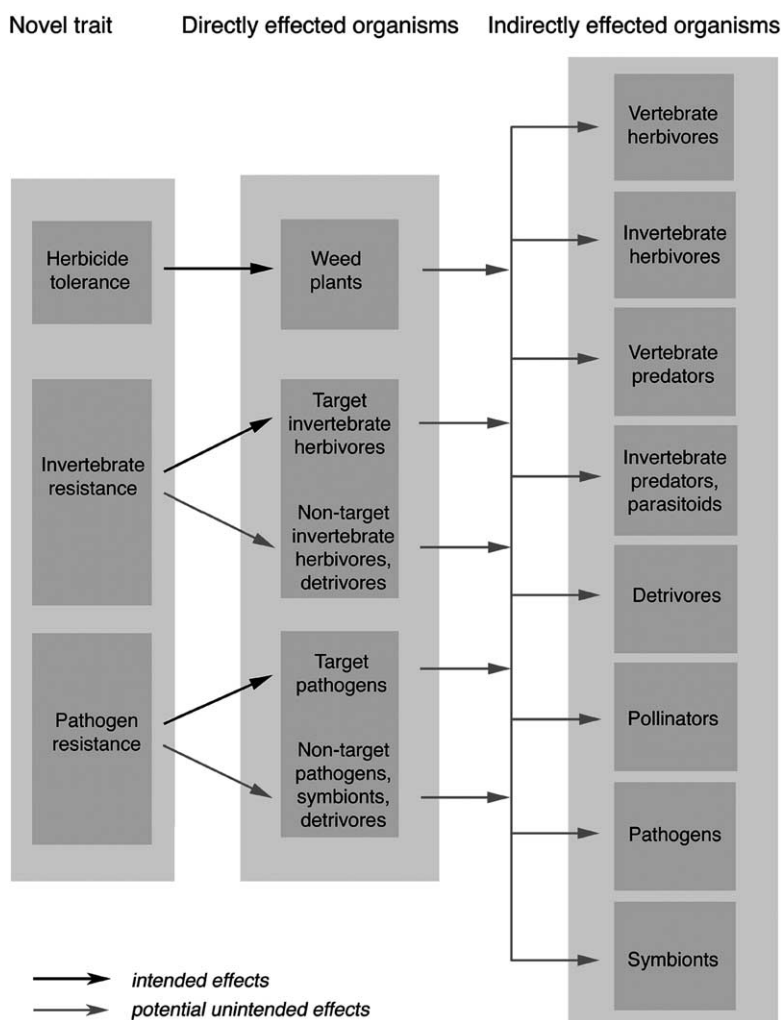 Novel trait
Directly effected organisms
Indirectly effected organisms
Herbicide
tolerance
Invertebrate
resistance
Pathogen
resistance
Weed
plants
Target
invertebrate
herbivores
Non-target
invertebrate
herbivores,
detrivores
Target
pathogens
Non-target
pathogens,
symbionts,
detrivores
Vertebrate
herbivores
Invertebrate
herbivores
Vertebrate
predators
Invertebrate
predators,
parasitoids
Detrivores
Pollinators
Pathogens
Symbionts
intended effects
potential unintended effects